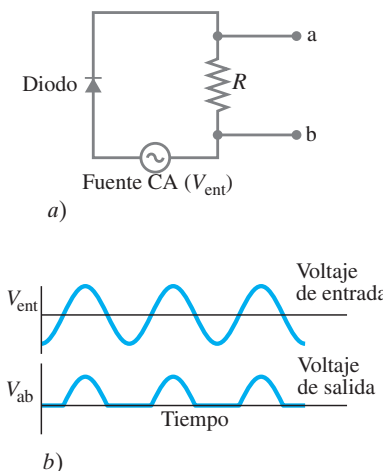 a
Diodo
R
b
Fuente CA (Vent)
a)
Voltaje
de entrada
Vent
Voltaje
de salida
Vab
Tiempo
b)